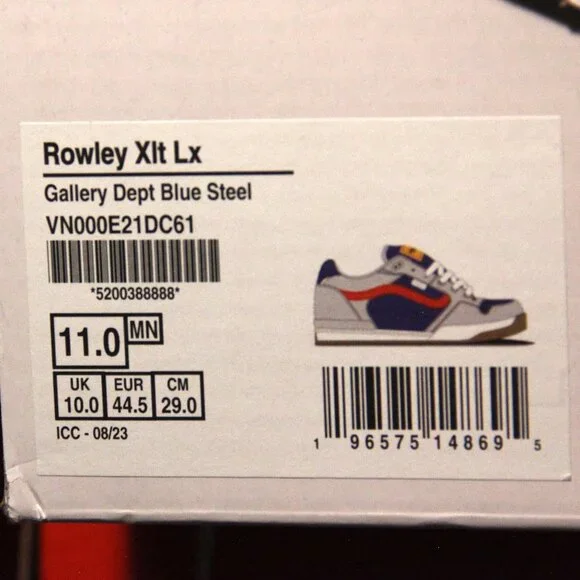 Rowley Xlt Lx
Gallery Dept Blue Steel
VN000E21DC61
*5200388888*
11.0 MN
UK EUR CM
10.0 44.5 29.0
ICC - 08/23
1 96575 14869 5